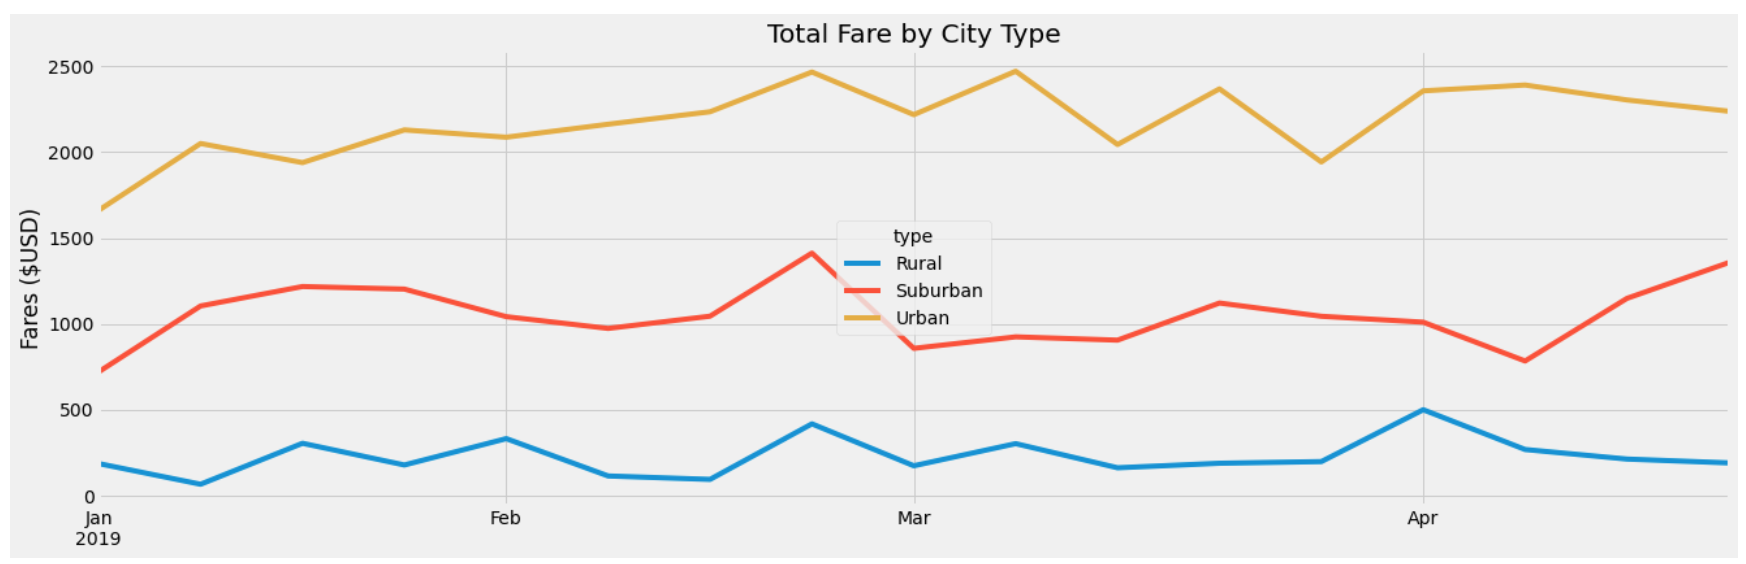 Total Fare by City Type
Fares ($USD)
2500
2000
1500
1000
500
0
type
Rural
Suburban
Urban
Jan
2019
Feb
Mar
Apr